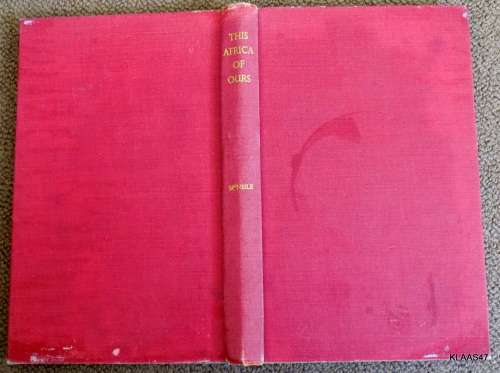 THIS
AFRICA
OF
OURS
McNEILE
KLAAS47